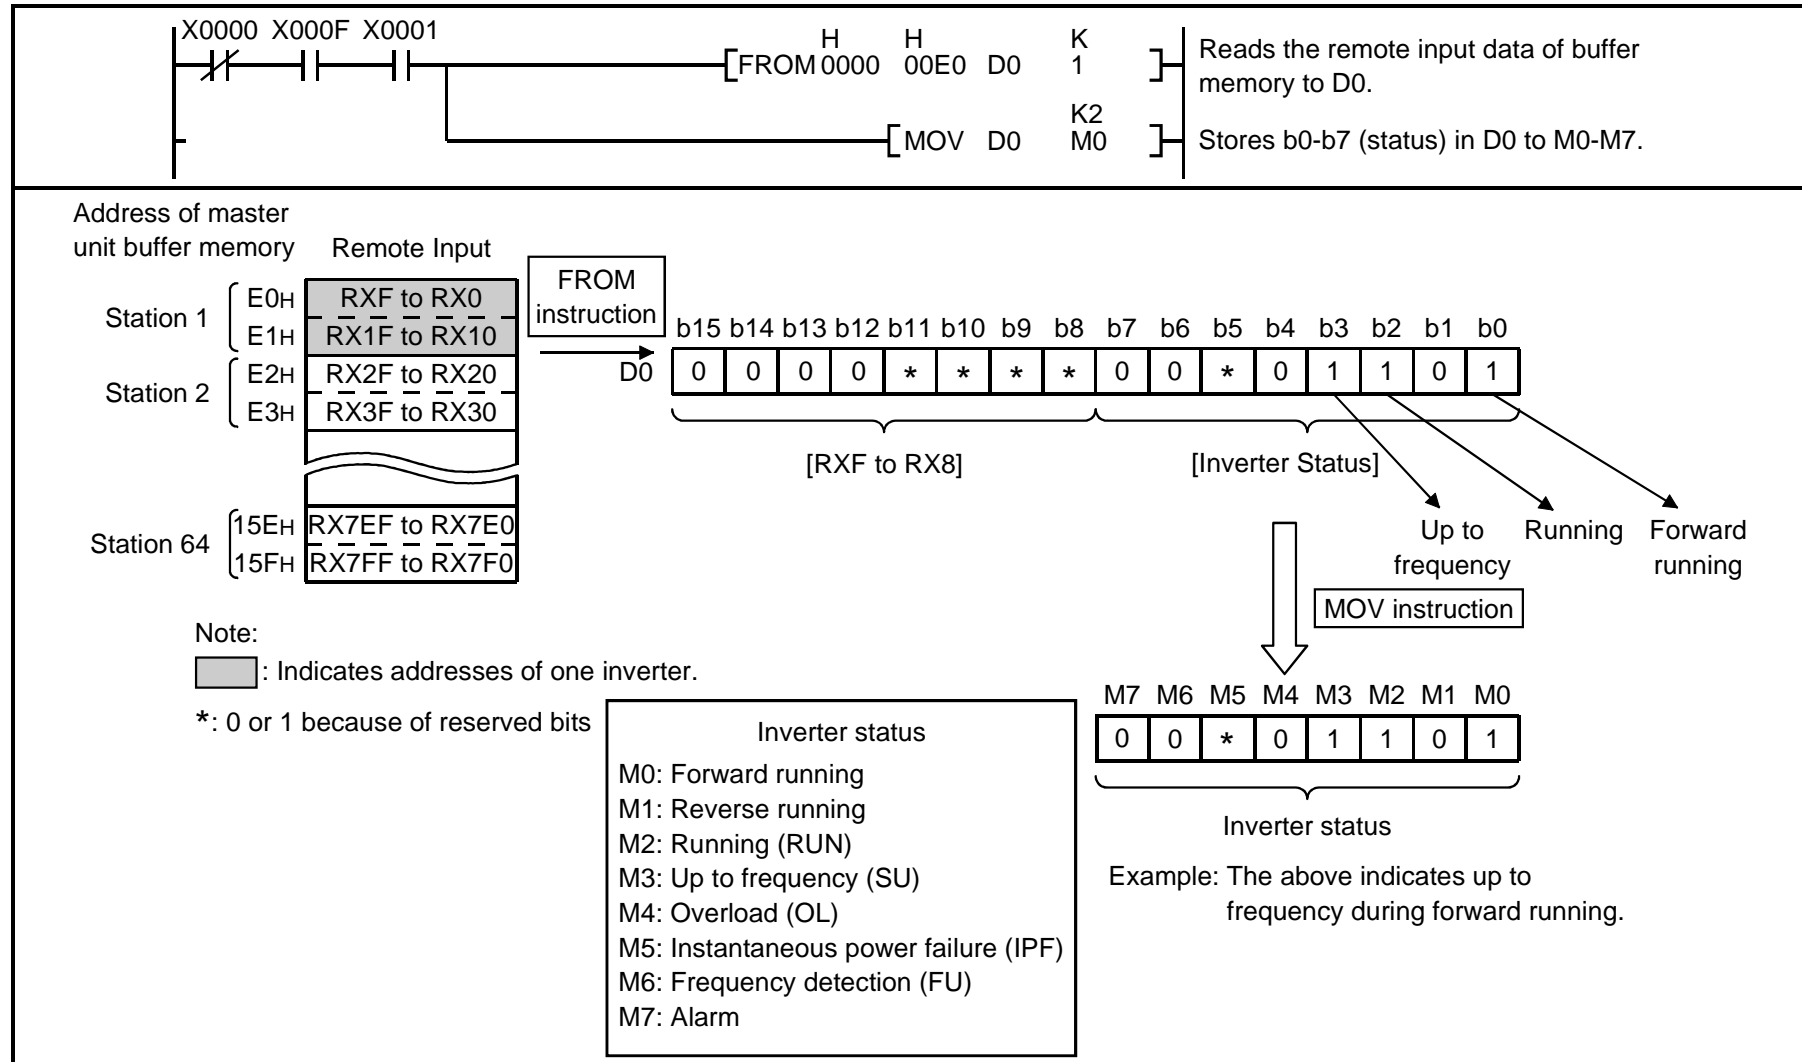 X0000 X000F X0001
H H K
[FROM 0000 00E0 D0 1 ]
Reads the remote input data of buffer
memory to D0.
K2
[MOV D0 M0 ]
Stores b0-b7 (status) in D0 to M0-M7.
Address of master
unit buffer memory
Remote Input
FROM
instruction
Station 1
E0H RXF to RX0
E1H RX1F to RX10
Station 2
E2H RX2F to RX20
E3H RX3F to RX30
Station 64
15EH RX7EF to RX7E0
15FH RX7FF to RX7F0
b15 b14 b13 b12 b11 b10 b9 b8 b7 b6 b5 b4 b3 b2 b1 b0
D0 0 0 0 0 * * * * 0 0 * 0 1 1 0 1
[RXF to RX8]
[Inverter Status]
Up to
frequency
Running
Forward
running
MOV instruction
Note:
: Indicates addresses of one inverter.
*: 0 or 1 because of reserved bits
Inverter status
M0: Forward running
M1: Reverse running
M2: Running (RUN)
M3: Up to frequency (SU)
M4: Overload (OL)
M5: Instantaneous power failure (IPF)
M6: Frequency detection (FU)
M7: Alarm
M7 M6 M5 M4 M3 M2 M1 M0
0 0 * 0 1 1 0 1
Inverter status
Example: The above indicates up to
frequency during forward running.